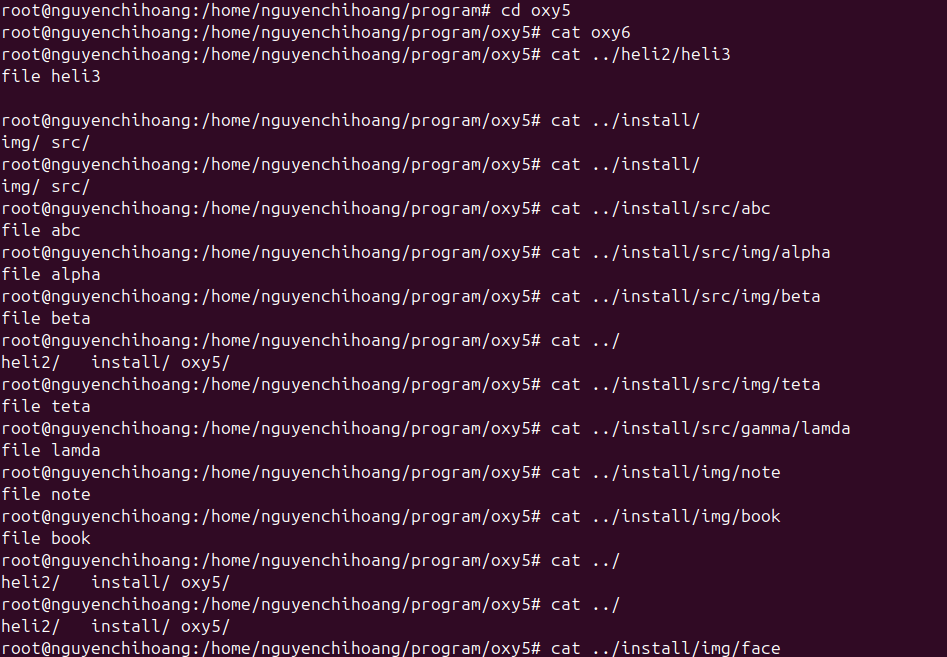 root@nguyenchihoang:/home/nguyenchihoang/program# cd oxy5
root@nguyenchihoang:/home/nguyenchihoang/program/oxy5# cat oxy6
root@nguyenchihoang:/home/nguyenchihoang/program/oxy5# cat ../heli2/heli3
file heli3

root@nguyenchihoang:/home/nguyenchihoang/program/oxy5# cat ../install/
img/ src/
root@nguyenchihoang:/home/nguyenchihoang/program/oxy5# cat ../install/
img/ src/
root@nguyenchihoang:/home/nguyenchihoang/program/oxy5# cat ../install/src/abc
file abc
root@nguyenchihoang:/home/nguyenchihoang/program/oxy5# cat ../install/src/img/alpha
file alpha
root@nguyenchihoang:/home/nguyenchihoang/program/oxy5# cat ../install/src/img/beta
file beta
root@nguyenchihoang:/home/nguyenchihoang/program/oxy5# cat ../
heli2/   install/ oxy5/
root@nguyenchihoang:/home/nguyenchihoang/program/oxy5# cat ../install/src/img/teta
file teta
root@nguyenchihoang:/home/nguyenchihoang/program/oxy5# cat ../install/src/gamma/lamda
file lamda
root@nguyenchihoang:/home/nguyenchihoang/program/oxy5# cat ../install/img/note
file note
root@nguyenchihoang:/home/nguyenchihoang/program/oxy5# cat ../install/img/book
file book
root@nguyenchihoang:/home/nguyenchihoang/program/oxy5# cat ../
heli2/   install/ oxy5/
root@nguyenchihoang:/home/nguyenchihoang/program/oxy5# cat ../
heli2/   install/ oxy5/
root@nguyenchihoang:/home/nguyenchihoang/program/oxy5# cat ../install/img/face